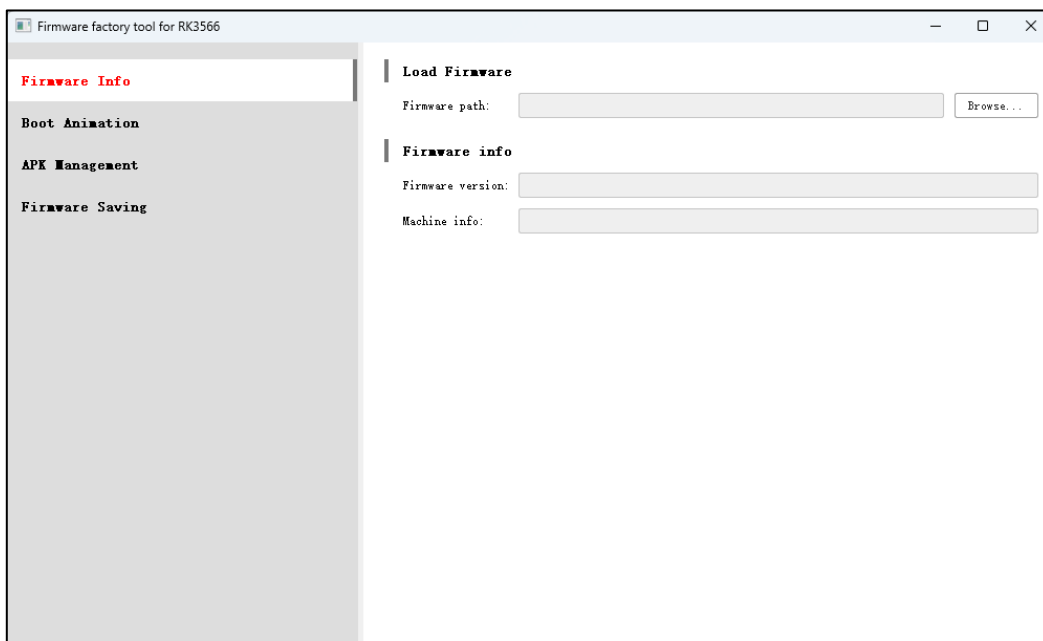 Firmware factory tool for RK3566
Firmware Info
Boot Animation
APK Management
Firmware Saving
Load Firmware
Firmware path:
Browse...
Firmware info
Firmware version:
Machine info: